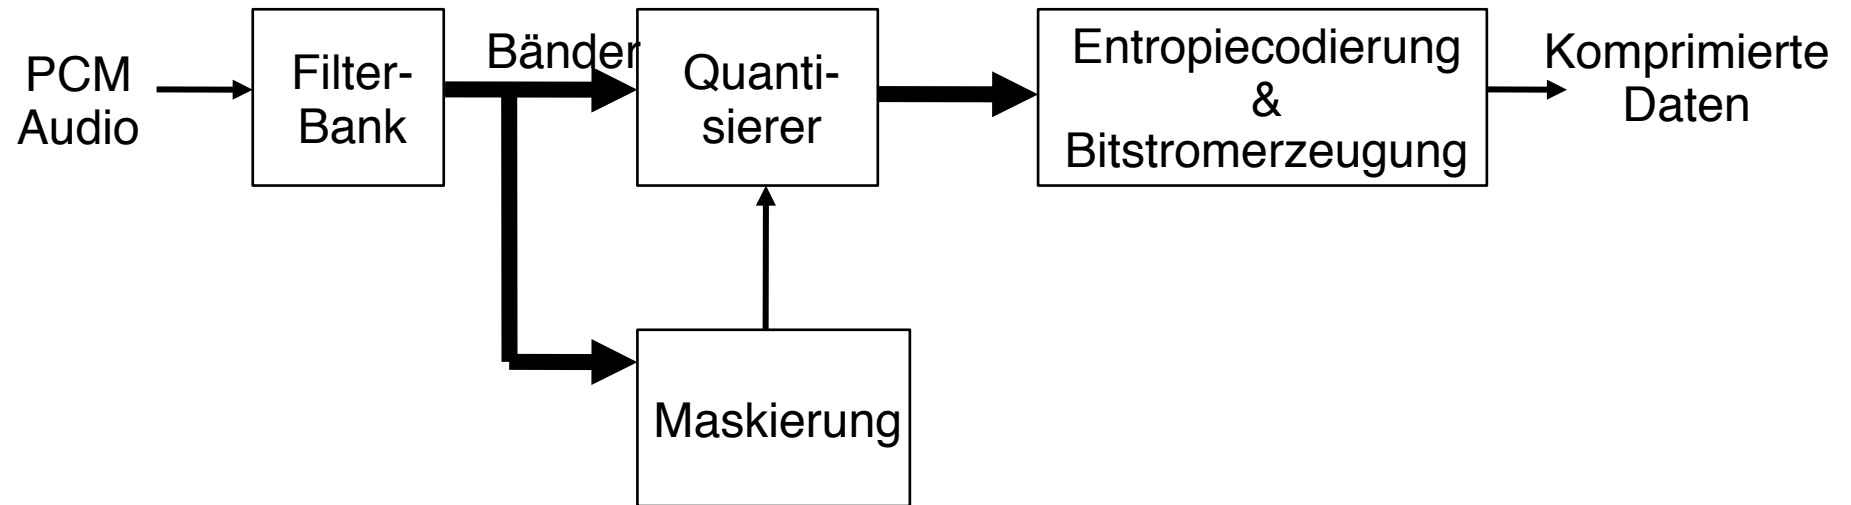 PCM
Audio
Filter-
Bank
Bänder
Quanti-
sierer
Entropiecodierung
&
Bitstromerzeugung
Komprimierte
Daten
Maskierung